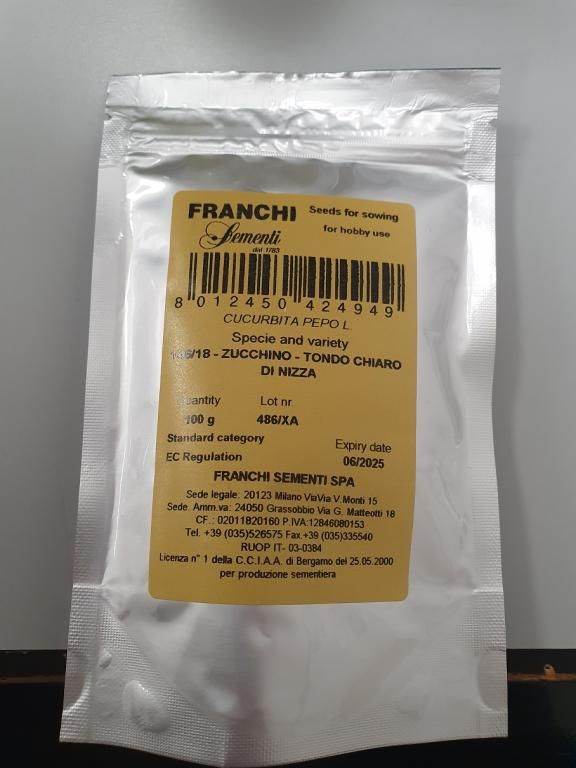 FRANCHI Seeds for sowing
Sementi for hobby use
dal 1783
8 012450 424949
CUCURBITA PEPO L.
Specie and variety
146/18 - ZUCCHINO - TONDO CHIARO
DI NIZZA
Quantity Lot nr.
100 g 486/XA
Standard category
Expiry date
EC Regulation
06/2025
FRANCHI SEMENTI SPA
Sede legale: 20123 Milano ViaVia V.Monti 15
Sede. Amm.va: 24050 Grassobbio Via G. Matteotti 18
CF.: 02011820160 P.IVA:12846080153
Tel. +39 (035)526575 Fax.+39 (035)335540
RUOP IT- 03-0384
Licenza n° 1 della C.C.I.A.A. di Bergamo del 25.05.2000
per produzione sementiera